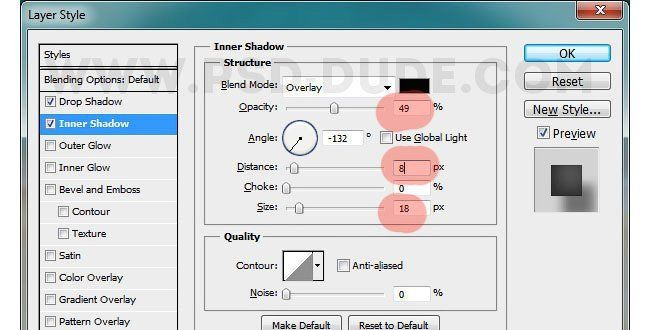 Layer Style
Styles
Blending Options: Default
Drop Shadow
Inner Shadow
Outer Glow
Inner Glow
Bevel and Emboss
Contour
Texture
Satin
Color Overlay
Gradient Overlay
Pattern Overlay
Inner Shadow
Structure
Blend Mode: Overlay
Opacity: 49 %
Angle: -132 ° Use Global Light
Distance: 8 px
Choke: 0 %
Size: 18 px
Quality
Contour: Anti-aliased
Noise: 0 %
Make Default Reset to Default
OK
Reset
New Style...
Preview
WWW.PSD-DUDE.COM